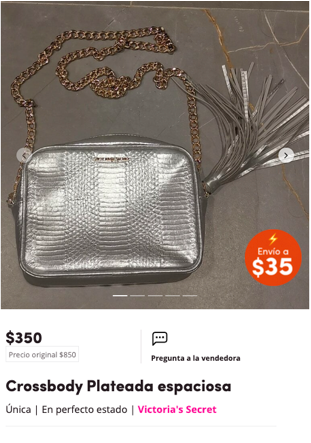 Envío a
$35
$350
Precio original $850
Pregunta a la vendedora
Crossbody Plateada espaciosa
Única | En perfecto estado | Victoria's Secret